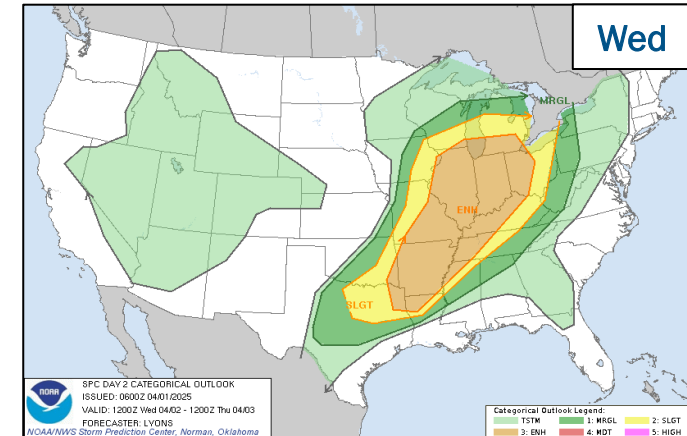 Wed
MRGL
ENH
SLGT
NOAA
SPC DAY 2 CATEGORICAL OUTLOOK
ISSUED: 0600Z 04/01/2025
VALID: 1200Z Wed 04/02 - 1200Z Thu 04/03
FORECASTER: LYONS
NOAA/NWS Storm Prediction Center, Norman, Oklahoma
Categorical Outlook Legend:
TSTM 1: MRGL 2: SLGT
3: ENH 4: MDT 5: HIGH